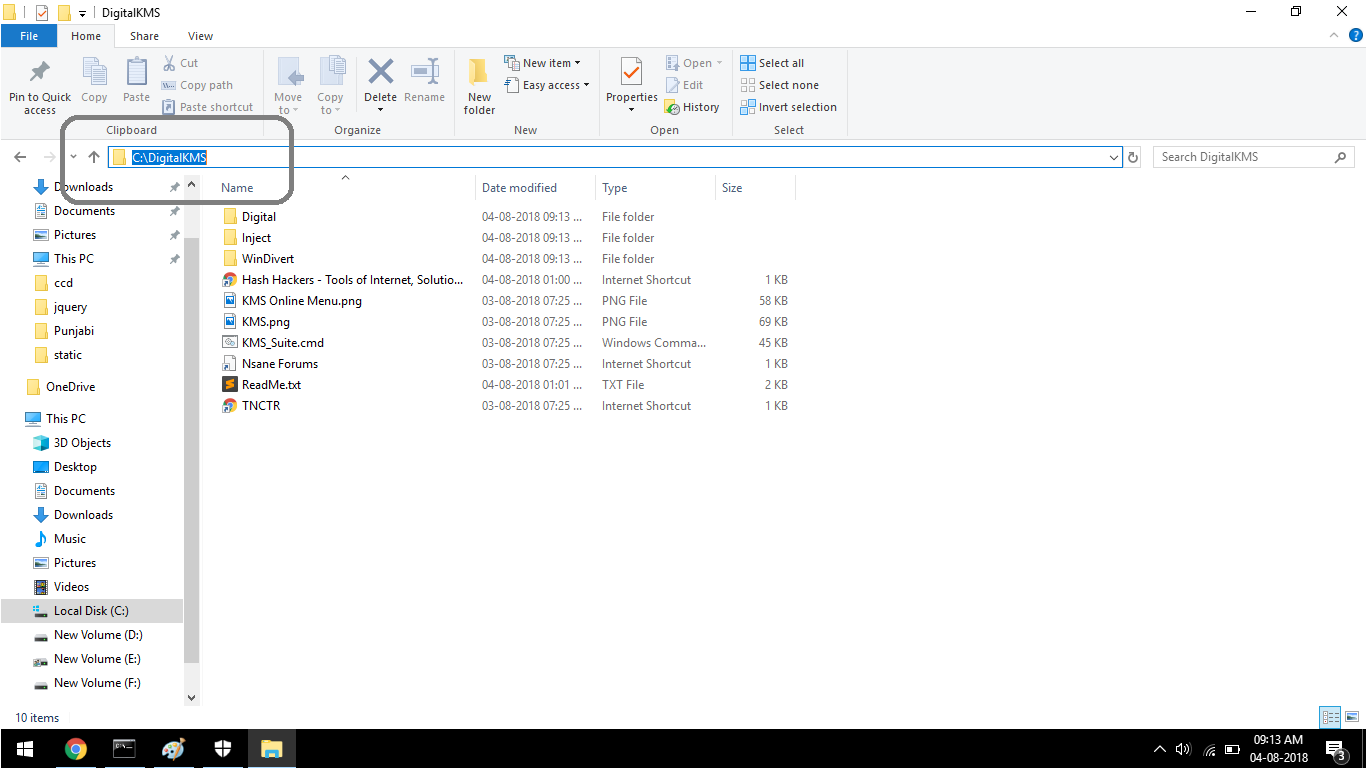 DigitalKMS
File Home Share View
Pin to Quick access
Copy
Paste
Cut
Copy path
Paste shortcut
Clipboard
Move to
Copy to
Delete
Rename
Organize
New folder
New item
Easy access
New
Properties
Open
Edit
History
Open
Select all
Select none
Invert selection
Select
C:\DigitalKMS
Search DigitalKMS
Downloads
Documents
Pictures
This PC
ccd
jquery
Punjabi
static
OneDrive
This PC
3D Objects
Desktop
Documents
Downloads
Music
Pictures
Videos
Local Disk (C:)
New Volume (D:)
New Volume (E:)
New Volume (F:)
Name Date modified Type Size
Digital 04-08-2018 09:13 ... File folder
Inject 04-08-2018 09:13 ... File folder
WinDivert 04-08-2018 09:13 ... File folder
Hash Hackers - Tools of Internet, Solutio... 04-08-2018 01:00 ... Internet Shortcut 1 KB
KMS Online Menu.png 03-08-2018 07:25 ... PNG File 58 KB
KMS.png 03-08-2018 07:25 ... PNG File 69 KB
KMS_Suite.cmd 03-08-2018 07:25 ... Windows Comma... 45 KB
Nsane Forums 03-08-2018 07:25 ... Internet Shortcut 1 KB
ReadMe.txt 04-08-2018 01:01 ... TXT File 2 KB
TNCTR 03-08-2018 07:25 ... Internet Shortcut 1 KB
10 items
09:13 AM
04-08-2018
3